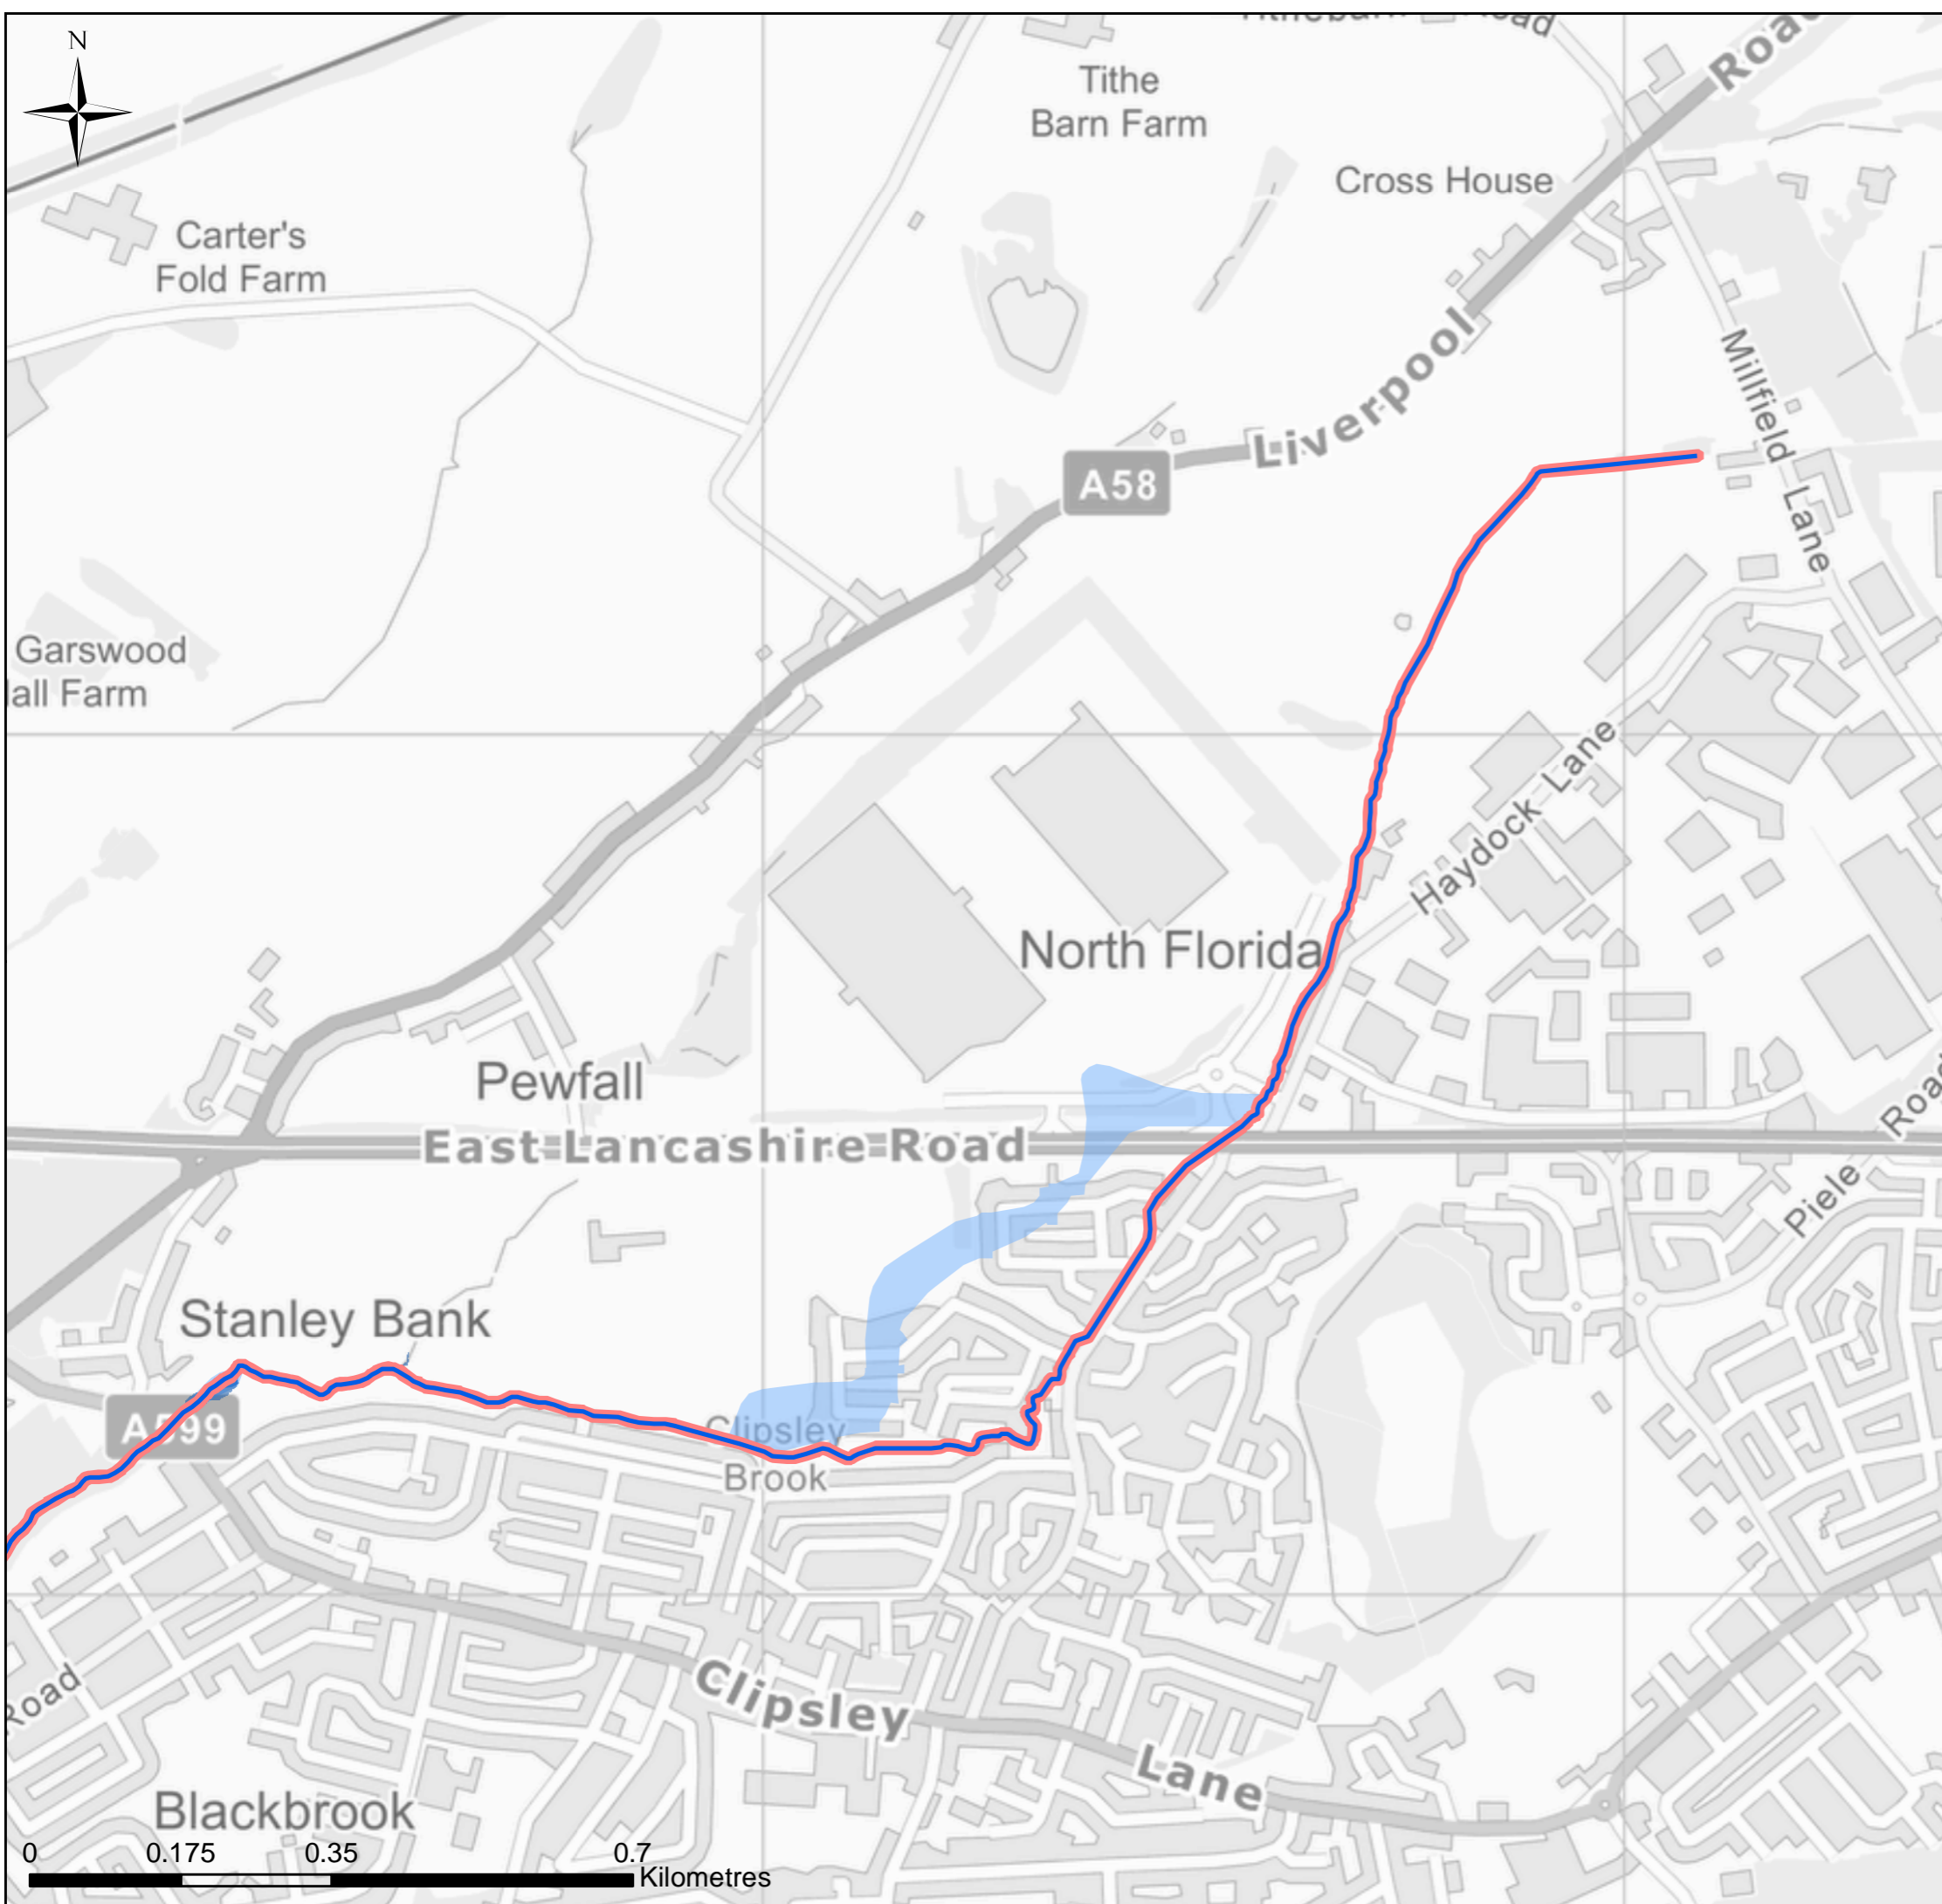 N
Road
Tithe
Barn Farm
Cross House
Carter's
Fold Farm
Liverpool
A58
Millfield Lane
Garswood
Hall Farm
Haydock Lane
North Florida
Pewfall
East Lancashire Road
Road
Piele
Stanley Bank
A599
Clipsley
Brook
Road
Clipsley
Lane
Blackbrook
0 0.175 0.35 0.7
Kilometres